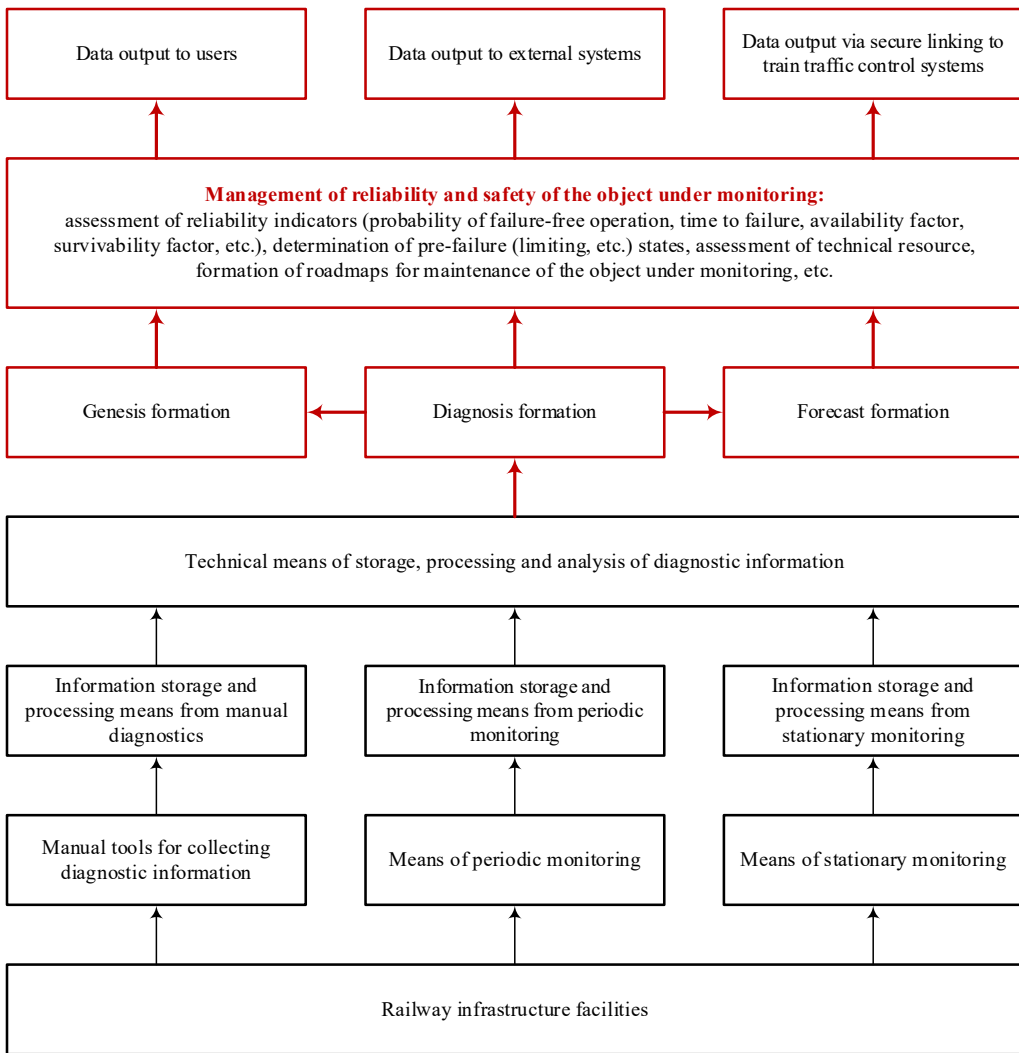 Data output to users
Data output to external systems
Data output via secure linking to
train traffic control systems
Management of reliability and safety of the object under monitoring:
assessment of reliability indicators (probability of failure-free operation, time to failure, availability factor,
survivability factor, etc.), determination of pre-failure (limiting, etc.) states, assessment of technical resource,
formation of roadmaps for maintenance of the object under monitoring, etc.
Genesis formation
Diagnosis formation
Forecast formation
Technical means of storage, processing and analysis of diagnostic information
Information storage and
processing means from manual
diagnostics
Information storage and
processing means from periodic
monitoring
Information storage and
processing means from
stationary monitoring
Manual tools for collecting
diagnostic information
Means of periodic monitoring
Means of stationary monitoring
Railway infrastructure facilities